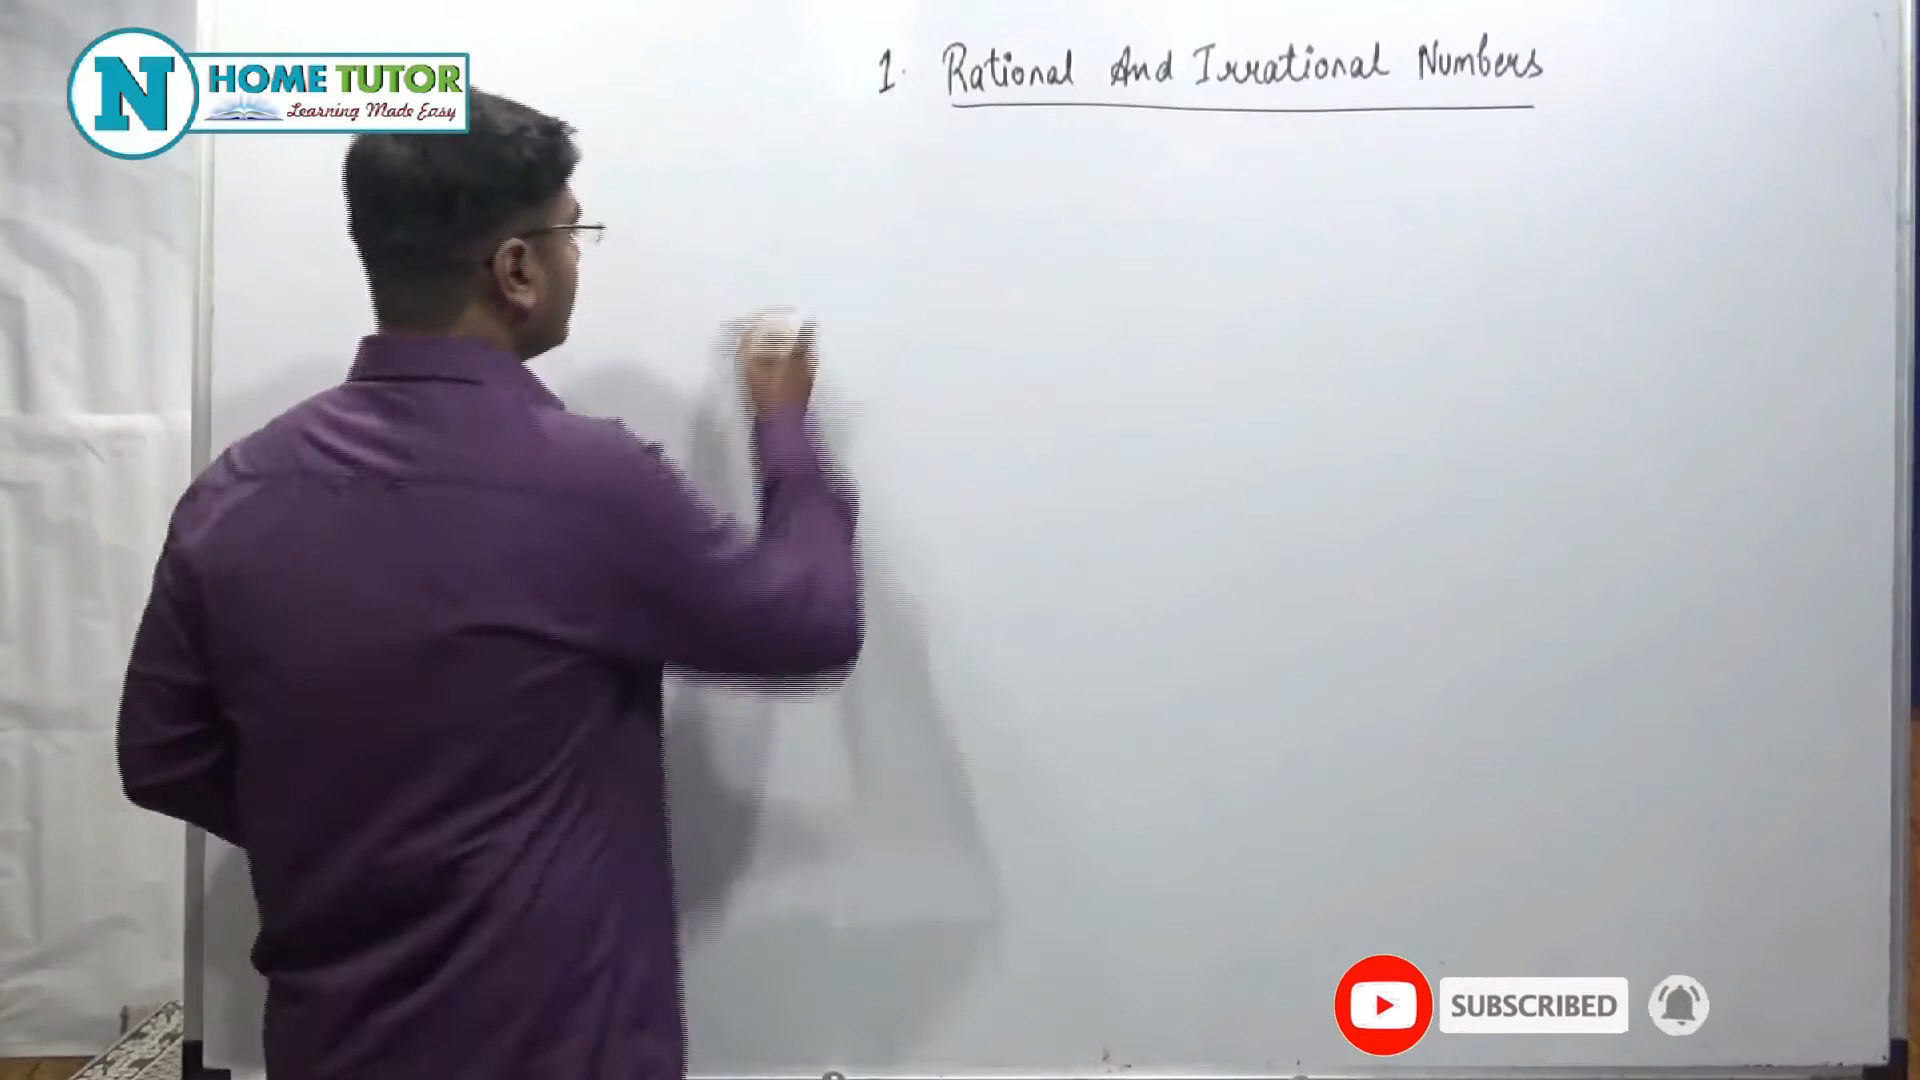 N HOME TUTOR
Learning Made Easy
1. Rational And Irrational Numbers
SUBSCRIBED